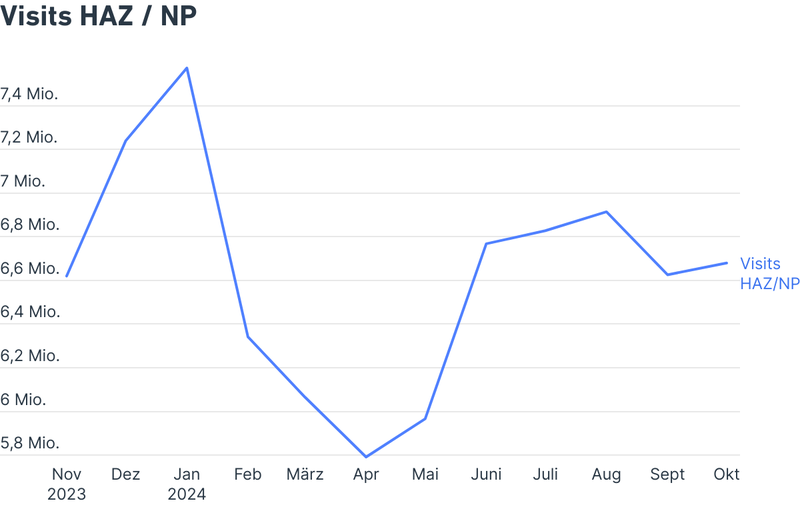 Visits HAZ / NP
7,4 Mio.
7,2 Mio.
7 Mio.
6,8 Mio.
6,6 Mio.
6,4 Mio.
6,2 Mio.
6 Mio.
5,8 Mio.
Visits
HAZ/NP
Nov Dez Jan Feb März Apr Mai Juni Juli Aug Sept Okt
2023 2024